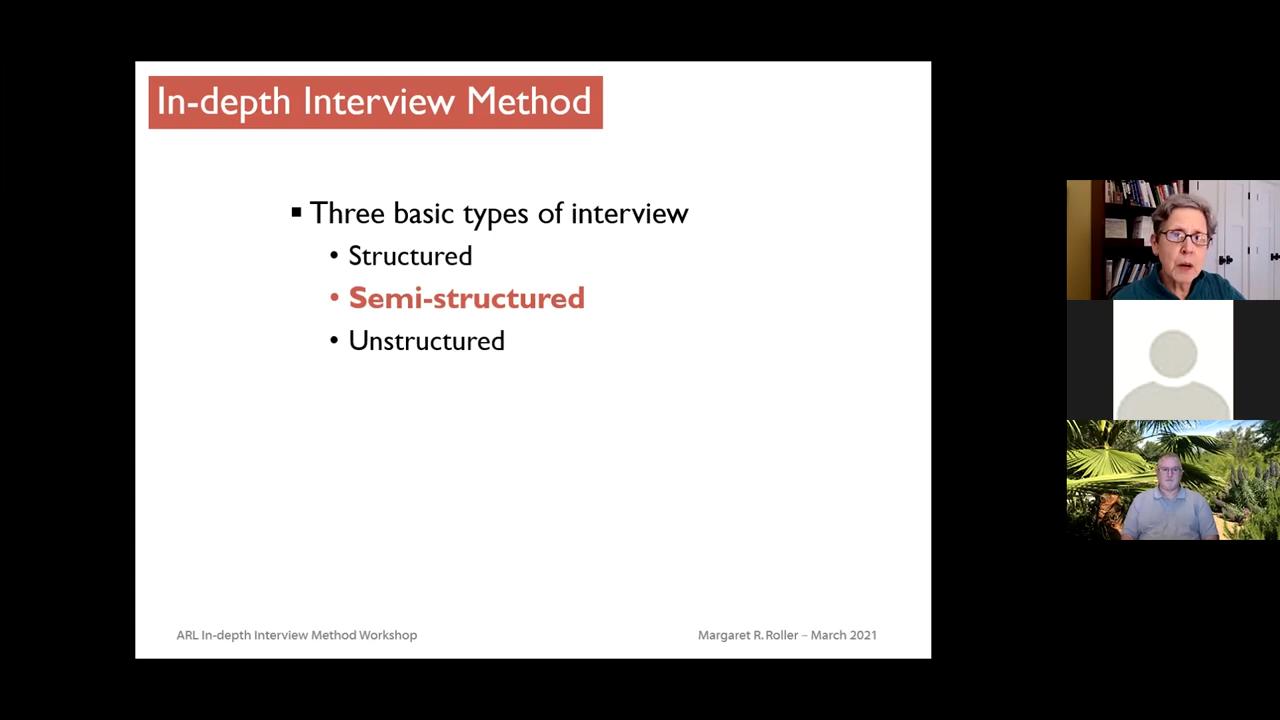 In-depth Interview Method
▪ Three basic types of interview
• Structured
• Semi-structured
• Unstructured
ARL In-depth Interview Method Workshop
Margaret R. Roller – March 2021